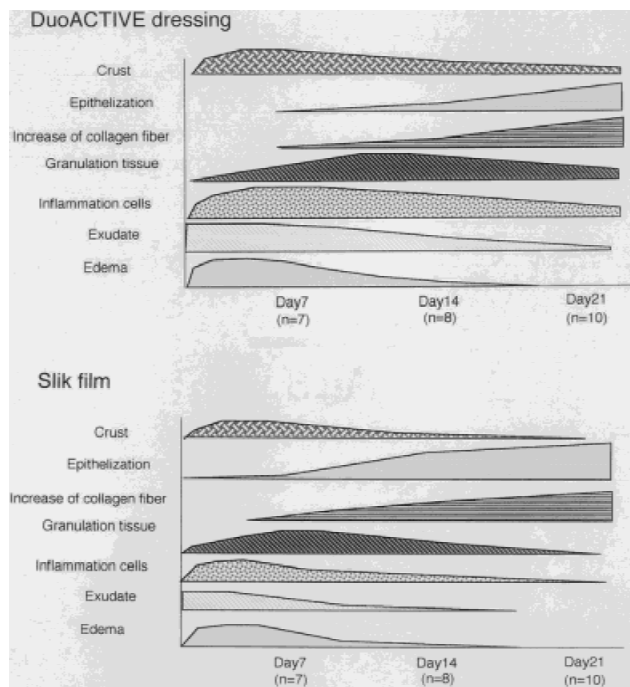 DuoACTIVE dressing
Crust
Epithelization
Increase of collagen fiber
Granulation tissue
Inflammation cells
Exudate
Edema
Day7 Day14 Day21
(n=7) (n=8) (n=10)
Slik film
Crust
Epithelization
Increase of collagen fiber
Granulation tissue
Inflammation cells
Exudate
Edema
Day7 Day14 Day21
(n=7) (n=8) (n=10)